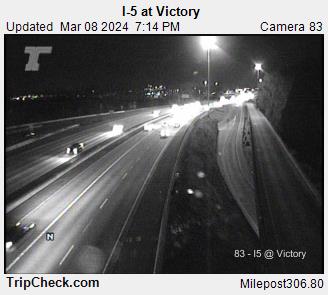 I-5 at Victory
Updated Mar 08 2024 7:14 PM Camera 83
T
N
83 - I5 @ Victory
TripCheck.com Milepost306.80